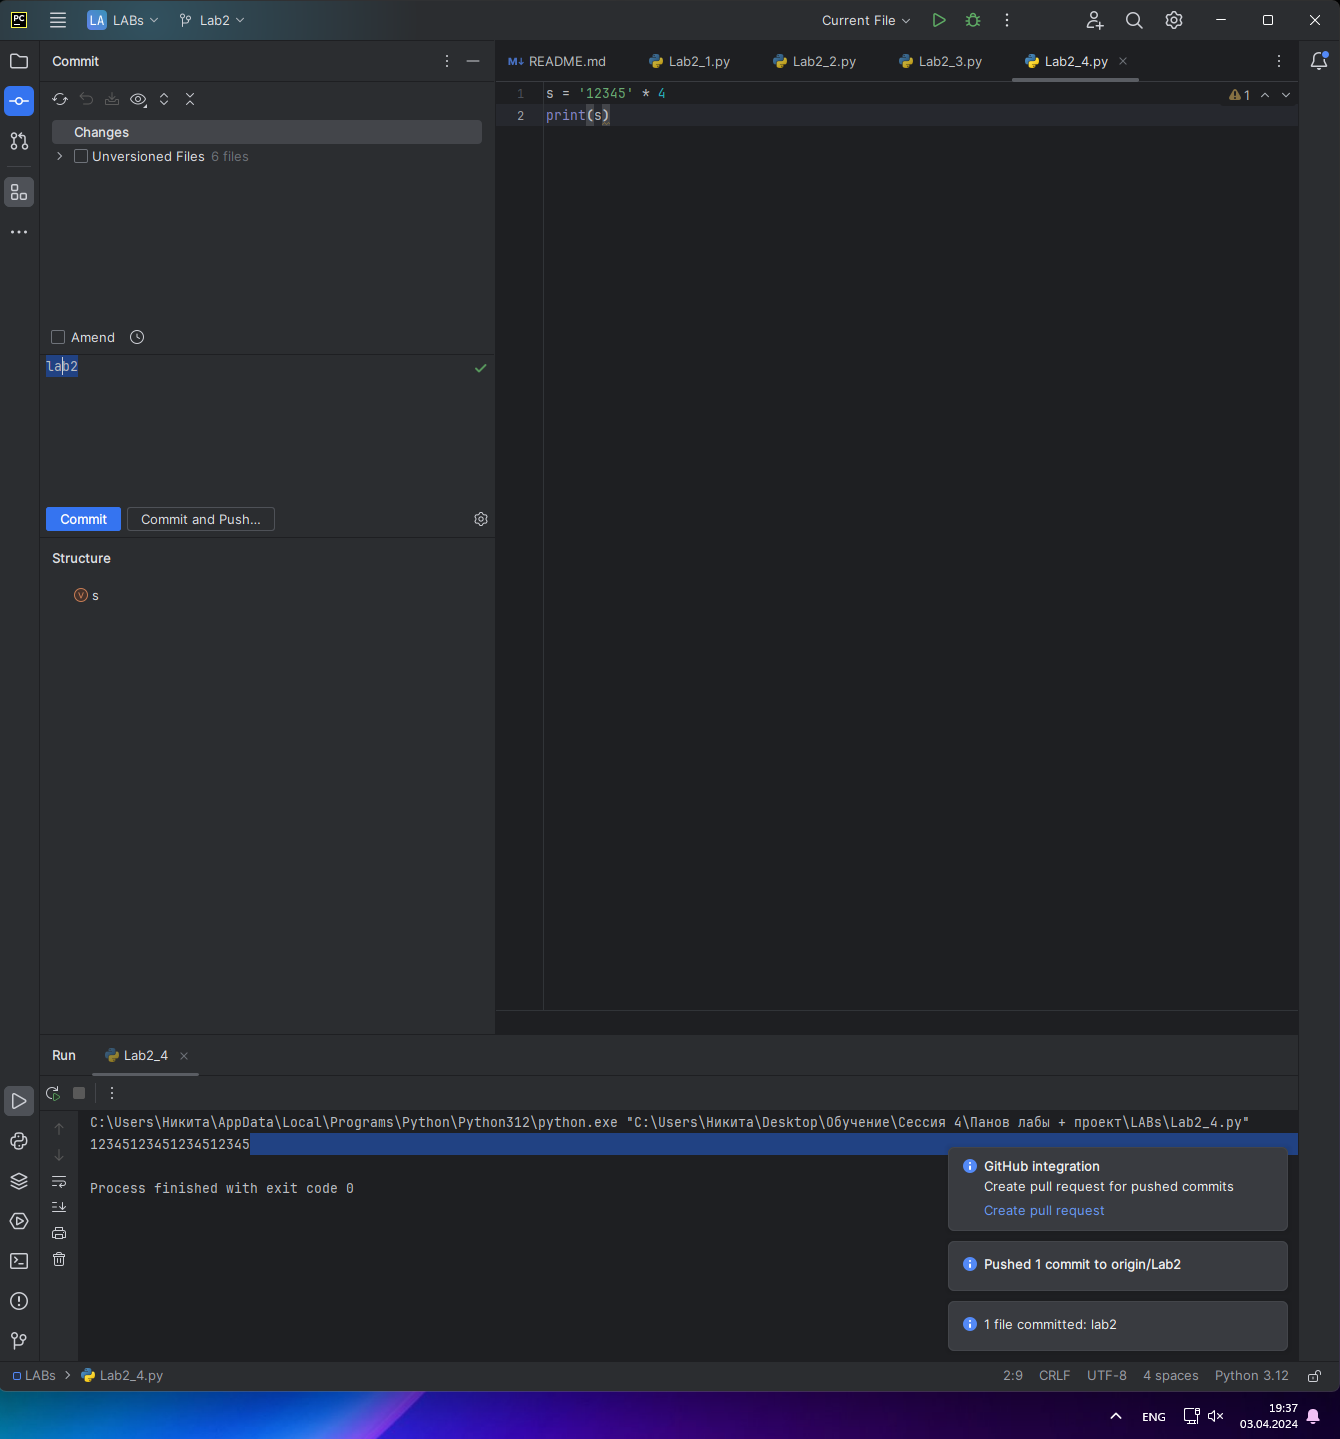 PC LA LABs Lab2 Current File
Commit
README.md Lab2_1.py Lab2_2.py Lab2_3.py Lab2_4.py
1 s = '12345' * 4
2 print(s)
1
Changes
Unversioned Files 6 files
Amend
lab2
Commit Commit and Push...
Structure
s
Run Lab2_4
C:\Users\Никита\AppData\Local\Programs\Python\Python312\python.exe "C:\Users\Никита\Desktop\Обучение\Сессия 4\Панов лабы + проект\LABs\Lab2_4.py"
12345123451234512345
Process finished with exit code 0
GitHub integration
Create pull request for pushed commits
Create pull request
Pushed 1 commit to origin/Lab2
1 file committed: lab2
LABs > Lab2_4.py 2:9 CRLF UTF-8 4 spaces Python 3.12
ENG 19:37
03.04.2024